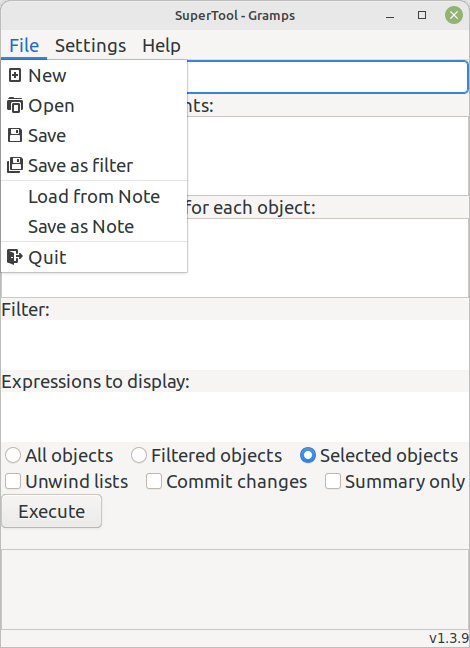 SuperTool - Gramps
File Settings Help
New
Open
nts:
Save
Save as filter
Load from Note
for each object:
Save as Note
Quit
Filter:
Expressions to display:
All objects Filtered objects Selected objects
Unwind lists Commit changes Summary only
Execute
v1.3.9